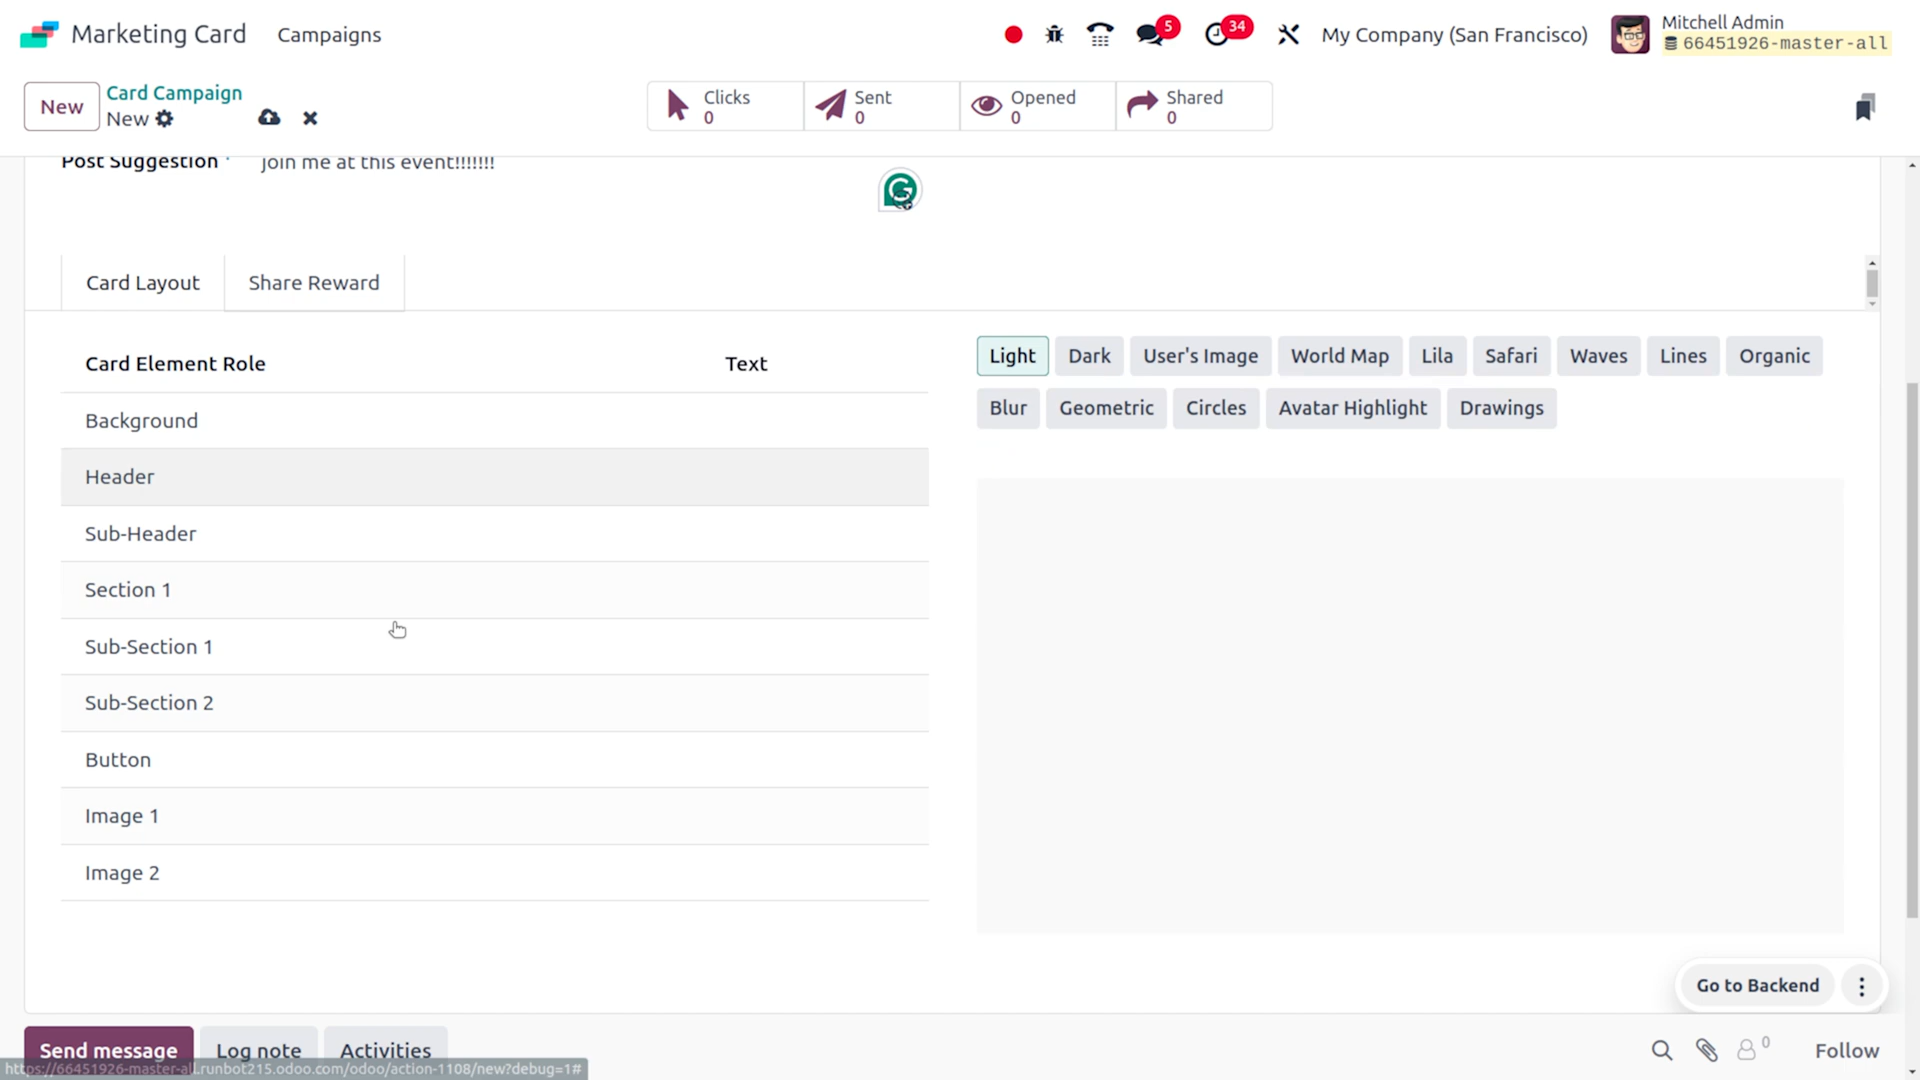 Marketing Card Campaigns 5 34 My Company (San Francisco) Mitchell Admin
66451926-master-all
New Card Campaign
New
Clicks
0
Sent
0
Opened
0
Shared
0
Post Suggestion ? join me at this event!!!!!!!
Card Layout Share Reward
Card Element Role Text
Background
Header
Sub-Header
Section 1
Sub-Section 1
Sub-Section 2
Button
Image 1
Image 2
Light Dark User's Image World Map Lila Safari Waves Lines Organic
Blur Geometric Circles Avatar Highlight Drawings
Go to Backend
Send message Log note Activities 0 Follow
https://66451926-master-all.runbot215.odoo.com/odoo/action-1108/new?debug=1#